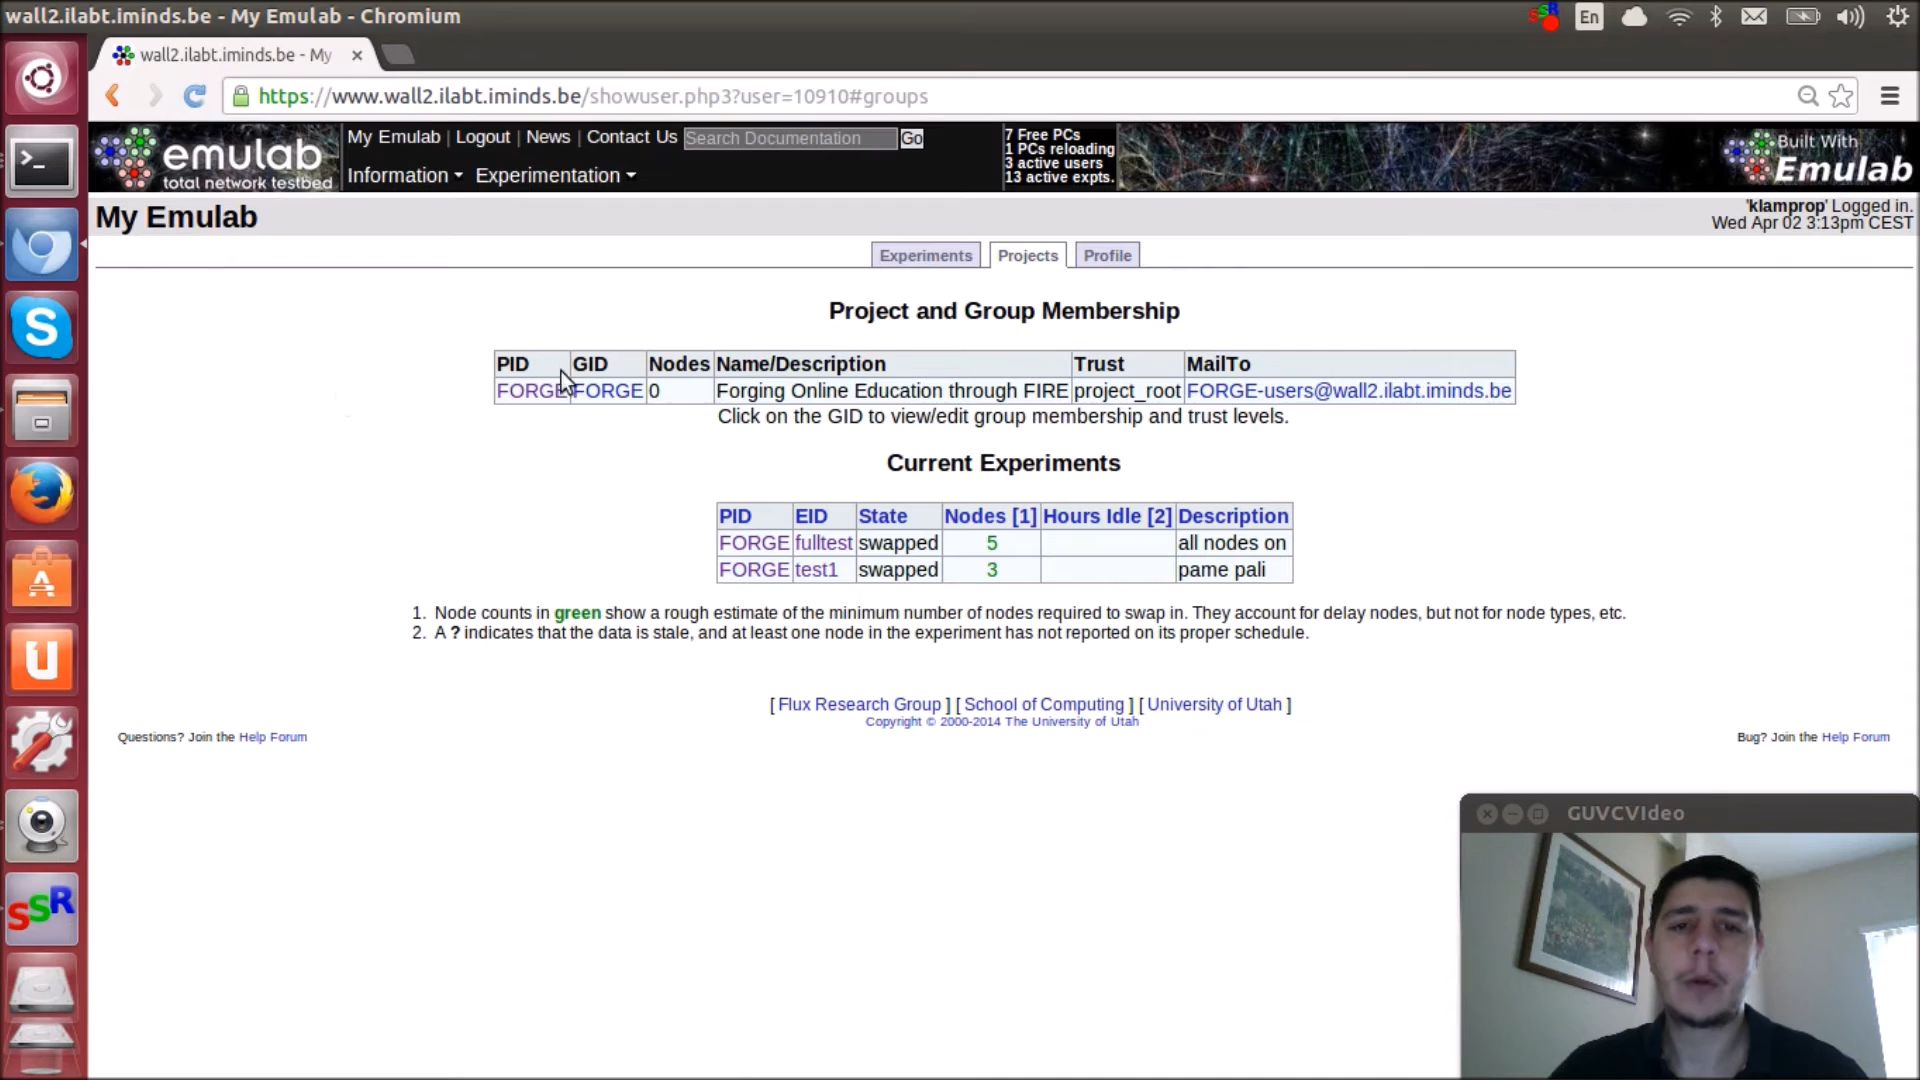 wall2.ilabt.iminds.be - My Emulab - Chromium
SSR En
wall2.ilabt.iminds.be - My
https://www.wall2.ilabt.iminds.be/showuser.php3?user=10910#groups
emulab
total network testbed
My Emulab | Logout | News | Contact Us Search Documentation Go
Information Experimentation
7 Free PCs
1 PCs reloading
3 active users
13 active expts.
Built With
Emulab
My Emulab
'klamprop' Logged in.
Wed Apr 02 3:13pm CEST
Experiments Projects Profile
Project and Group Membership
PID GID Nodes Name/Description Trust MailTo
FORGE FORGE 0 Forging Online Education through FIRE project_root FORGE-users@wall2.ilabt.iminds.be
Click on the GID to view/edit group membership and trust levels.
Current Experiments
PID EID State Nodes [1] Hours Idle [2] Description
FORGE fulltest swapped 5 all nodes on
FORGE test1 swapped 3 pame pali
1. Node counts in green show a rough estimate of the minimum number of nodes required to swap in. They account for delay nodes, but not for node types, etc.
2. A ? indicates that the data is stale, and at least one node in the experiment has not reported on its proper schedule.
[ Flux Research Group ] [ School of Computing ] [ University of Utah ]
Copyright © 2000-2014 The University of Utah
Questions? Join the Help Forum
Bug? Join the Help Forum
GUVCVIdeo
SSR